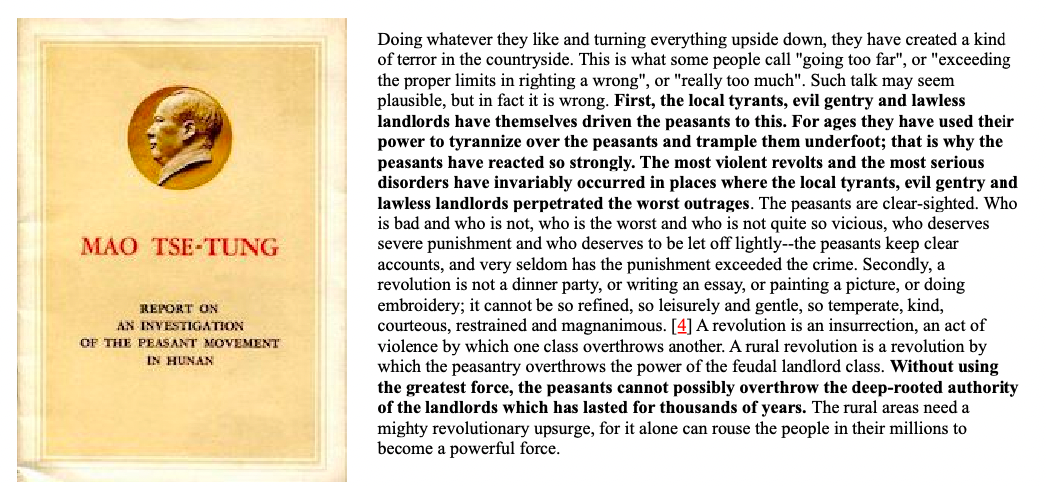 MAO TSE-TUNG
REPORT ON
AN INVESTIGATION
OF THE PEASANT MOVEMENT
IN HUNAN
Doing whatever they like and turning everything upside down, they have created a kind
of terror in the countryside. This is what some people call "going too far", or "exceeding
the proper limits in righting a wrong", or "really too much". Such talk may seem
plausible, but in fact it is wrong. First, the local tyrants, evil gentry and lawless
landlords have themselves driven the peasants to this. For ages they have used their
power to tyrannize over the peasants and trample them underfoot; that is why the
peasants have reacted so strongly. The most violent revolts and the most serious
disorders have invariably occurred in places where the local tyrants, evil gentry and
lawless landlords perpetrated the worst outrages. The peasants are clear-sighted. Who
is bad and who is not, who is the worst and who is not quite so vicious, who deserves
severe punishment and who deserves to be let off lightly--the peasants keep clear
accounts, and very seldom has the punishment exceeded the crime. Secondly, a
revolution is not a dinner party, or writing an essay, or painting a picture, or doing
embroidery; it cannot be so refined, so leisurely and gentle, so temperate, kind,
courteous, restrained and magnanimous. [4] A revolution is an insurrection, an act of
violence by which one class overthrows another. A rural revolution is a revolution by
which the peasantry overthrows the power of the feudal landlord class. Without using
the greatest force, the peasants cannot possibly overthrow the deep-rooted authority
of the landlords which has lasted for thousands of years. The rural areas need a
mighty revolutionary upsurge, for it alone can rouse the people in their millions to
become a powerful force.